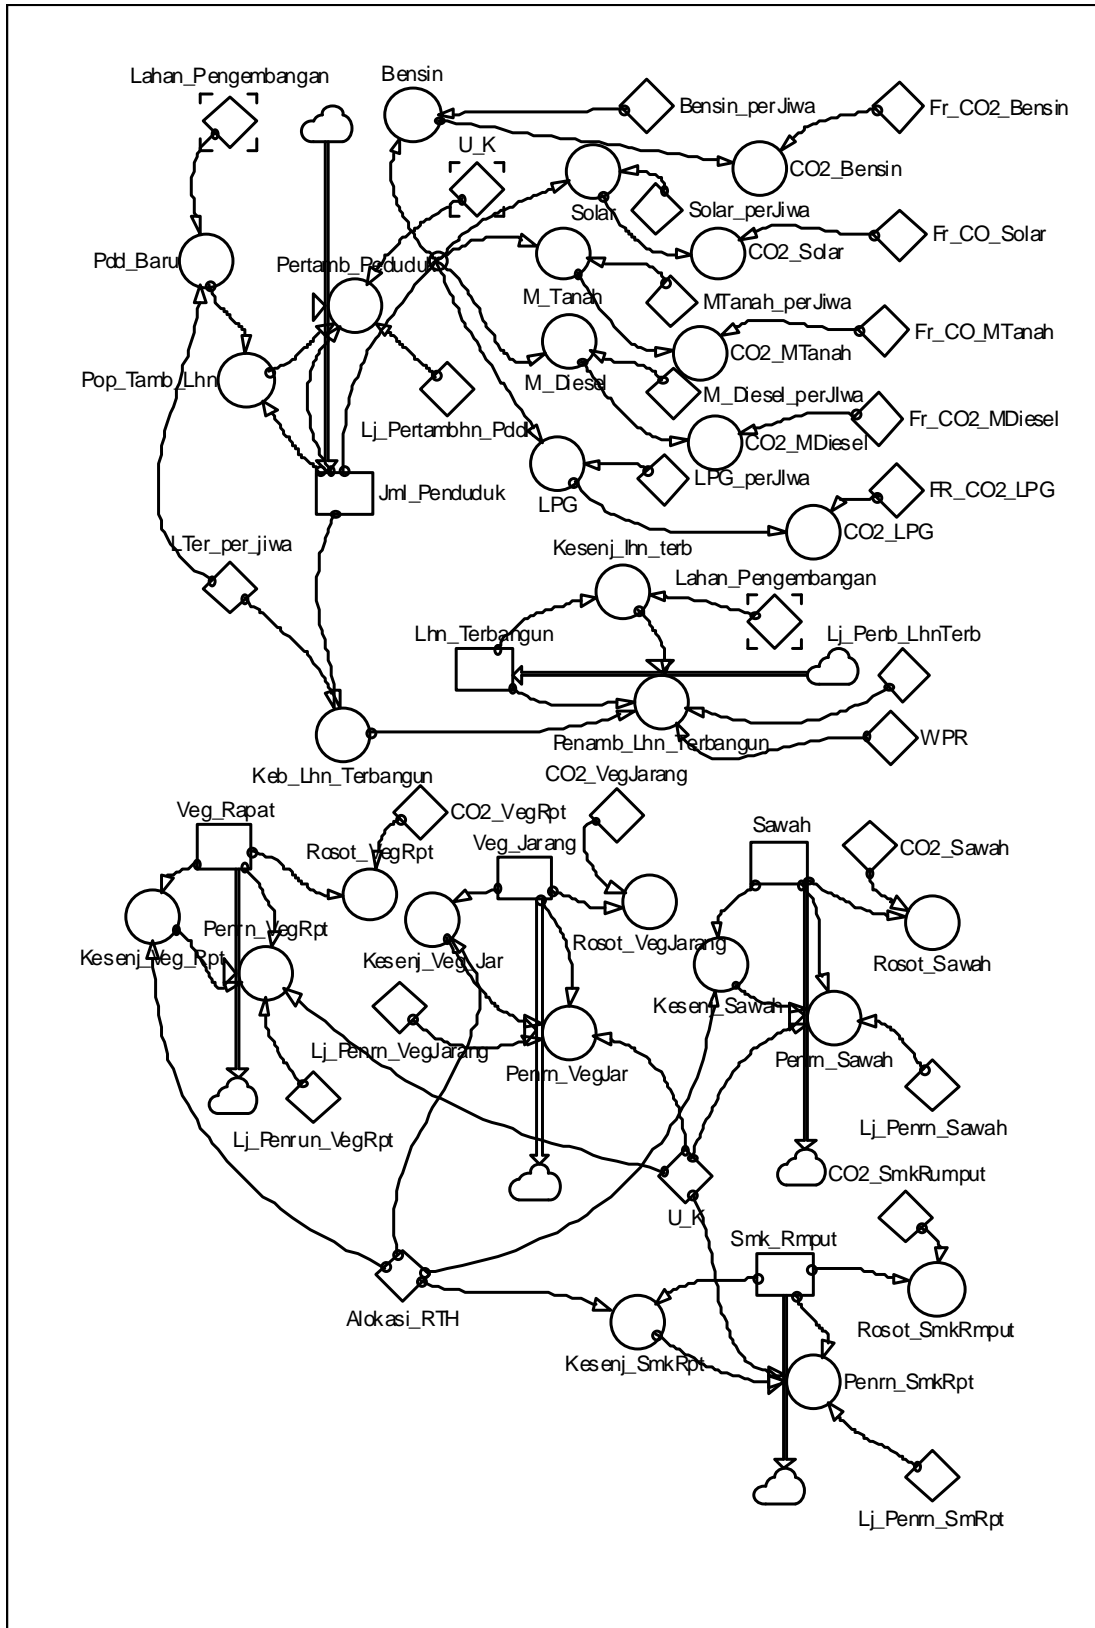 Bensin
Lahan_Pengembangan
Bensin_perJiwa
Fr_CO2_Bensin
U_K
CO2_Bensin
Solar
Solar_perJiwa
Fr_CO_Solar
CO2_Solar
Pdd_Baru
Pertamb_Peduduk
M_Tanah
MTanah_perJiwa
Fr_CO_MTanah
CO2_MTanah
Pop_Tamb_Lhn
M_Diesel
M_Diesel_perJIwa
Fr_CO2_MDiesel
Lj_Pertambhn_Pddk
CO2_MDiesel
LPG_perJIwa
FR_CO2_LPG
Jml_Penduduk
LPG
CO2_LPG
LTer_per_jiwa
Kesenj_lhn_terb
Lahan_Pengembangan
Lhn_Terbangun
Lj_Penb_LhnTerb
WPR
Penamb_Lhn_Terbangun
Keb_Lhn_Terbangun
CO2_VegJarang
Veg_Rapat
CO2_VegRpt
Sawah
Veg_Jarang
Rosot_VegRpt
CO2_Sawah
Penrn_VegRpt
Rosot_VegJarang
Kesenj_Veg_Rpt
Kesenj_Veg_Jar
Rosot_Sawah
Kesenj_Sawah
Lj_Penrn_VegJarang
Penrn_Sawah
Penrn_VegJar
Lj_Penrun_VegRpt
Lj_Penrn_Sawah
CO2_SmkRumput
U_K
Smk_Rmput
Alokasi_RTH
Rosot_SmkRmput
Kesenj_SmkRpt
Penrn_SmkRpt
Lj_Penrn_SmRpt